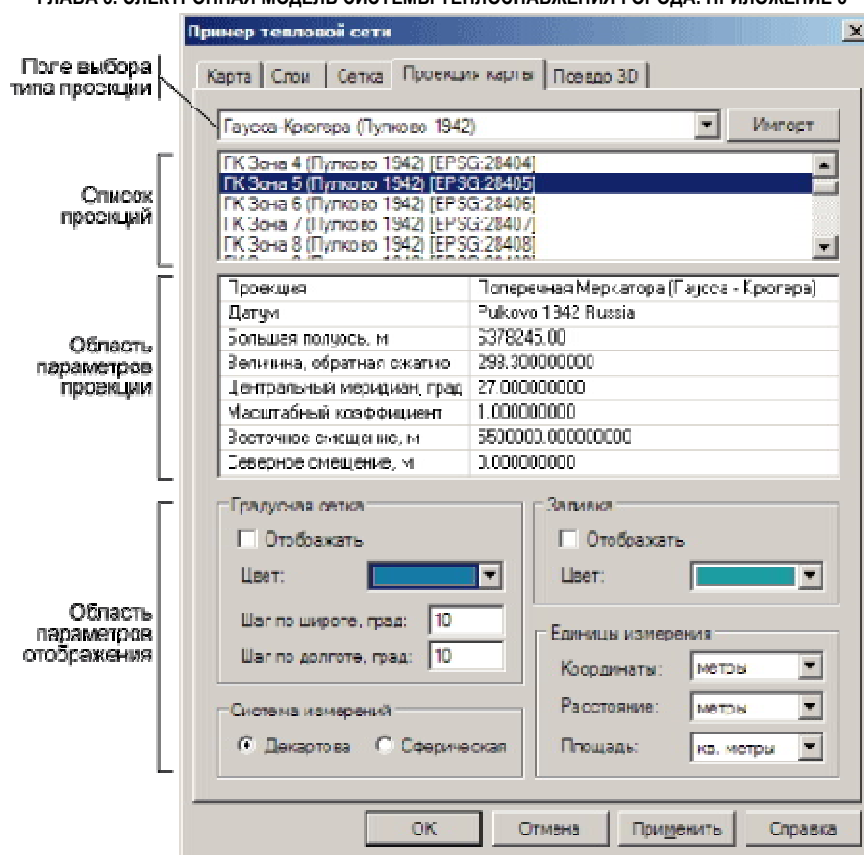 ГЛАВА 3. ЭЛЕКТРОННАЯ МОДЕЛЬ СИСТЕМЫ ТЕПЛОСНАБЖЕНИЯ ГОРОДА. ПРИЛОЖЕНИЕ
Пример тепловой сети
Поле выбора
типа проекции
Карта Слои Сетка Проекция карты Псевдо 3D
Гаусса-Крюгера (Пулково 1942) Импорт
Список
проекций
ГК Зона 4 (Пулково 1942) [EPSG:28404]
ГК Зона 5 (Пулково 1942) [EPSG:28405]
ГК Зона 6 (Пулково 1942) [EPSG:28406]
ГК Зона 7 (Пулково 1942) [EPSG:28407]
ГК Зона 8 (Пулково 1942) [EPSG:28408]
Область
параметров
проекции
Проекция Поперечная Меркатора (Гаусса - Крюгера)
Датум Pulkovo 1942 Russia
Большая полуось, м 6378245.00
Величина, обратная сжатию 298.300000000
Центральный меридиан, град 27.000000000
Масштабный коэффициент 1.000000000
Восточное смещение, м 5500000.000000000
Северное смещение, м 0.000000000
Область
параметров
отображения
Градусная сетка
Отображать
Цвет:
Шаг по широте, град: 10
Шаг по долготе, град: 10
Заливка
Отображать
Цвет:
Система измерений
Декартова Сферическая
Единицы измерения
Координаты: метры
Расстояние: метры
Площадь: кв. метры
ОК Отмена Применить Справка